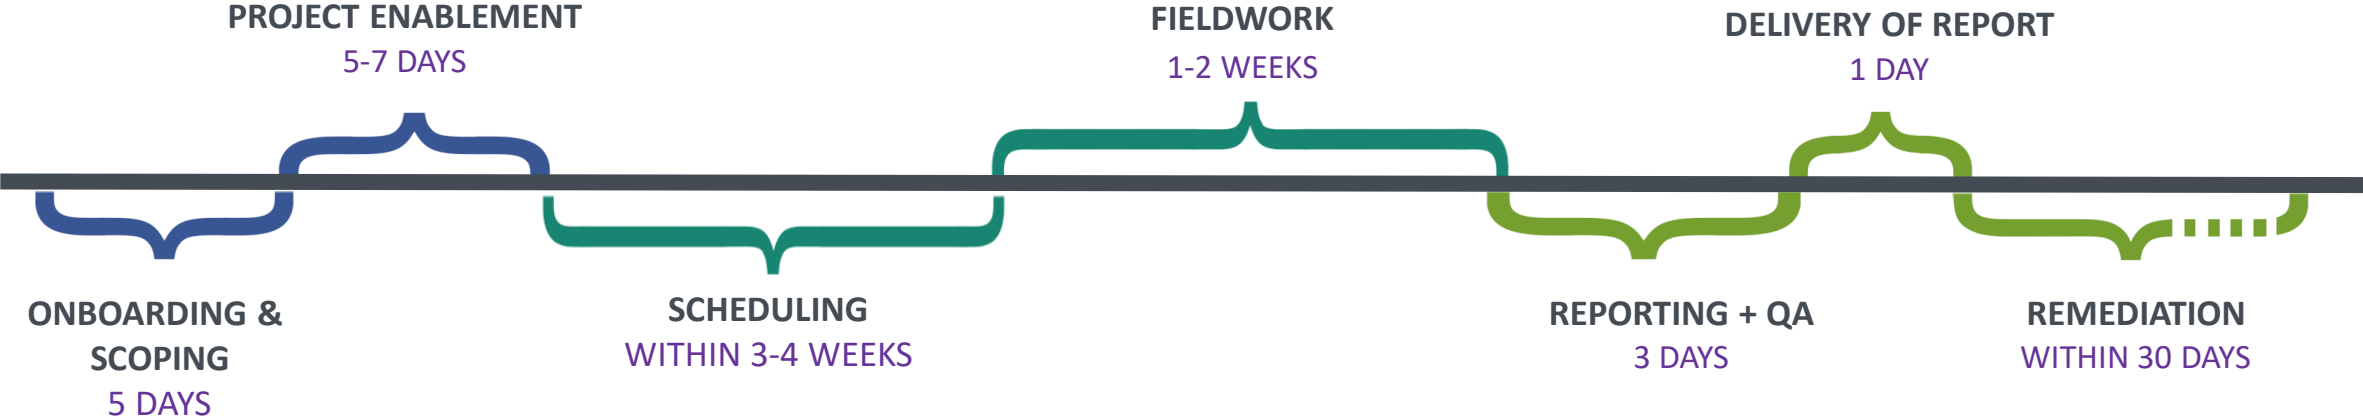 PROJECT ENABLEMENT
5-7 DAYS
FIELDWORK
1-2 WEEKS
DELIVERY OF REPORT
1 DAY
ONBOARDING &
SCOPING
5 DAYS
SCHEDULING
WITHIN 3-4 WEEKS
REPORTING + QA
3 DAYS
REMEDIATION
WITHIN 30 DAYS